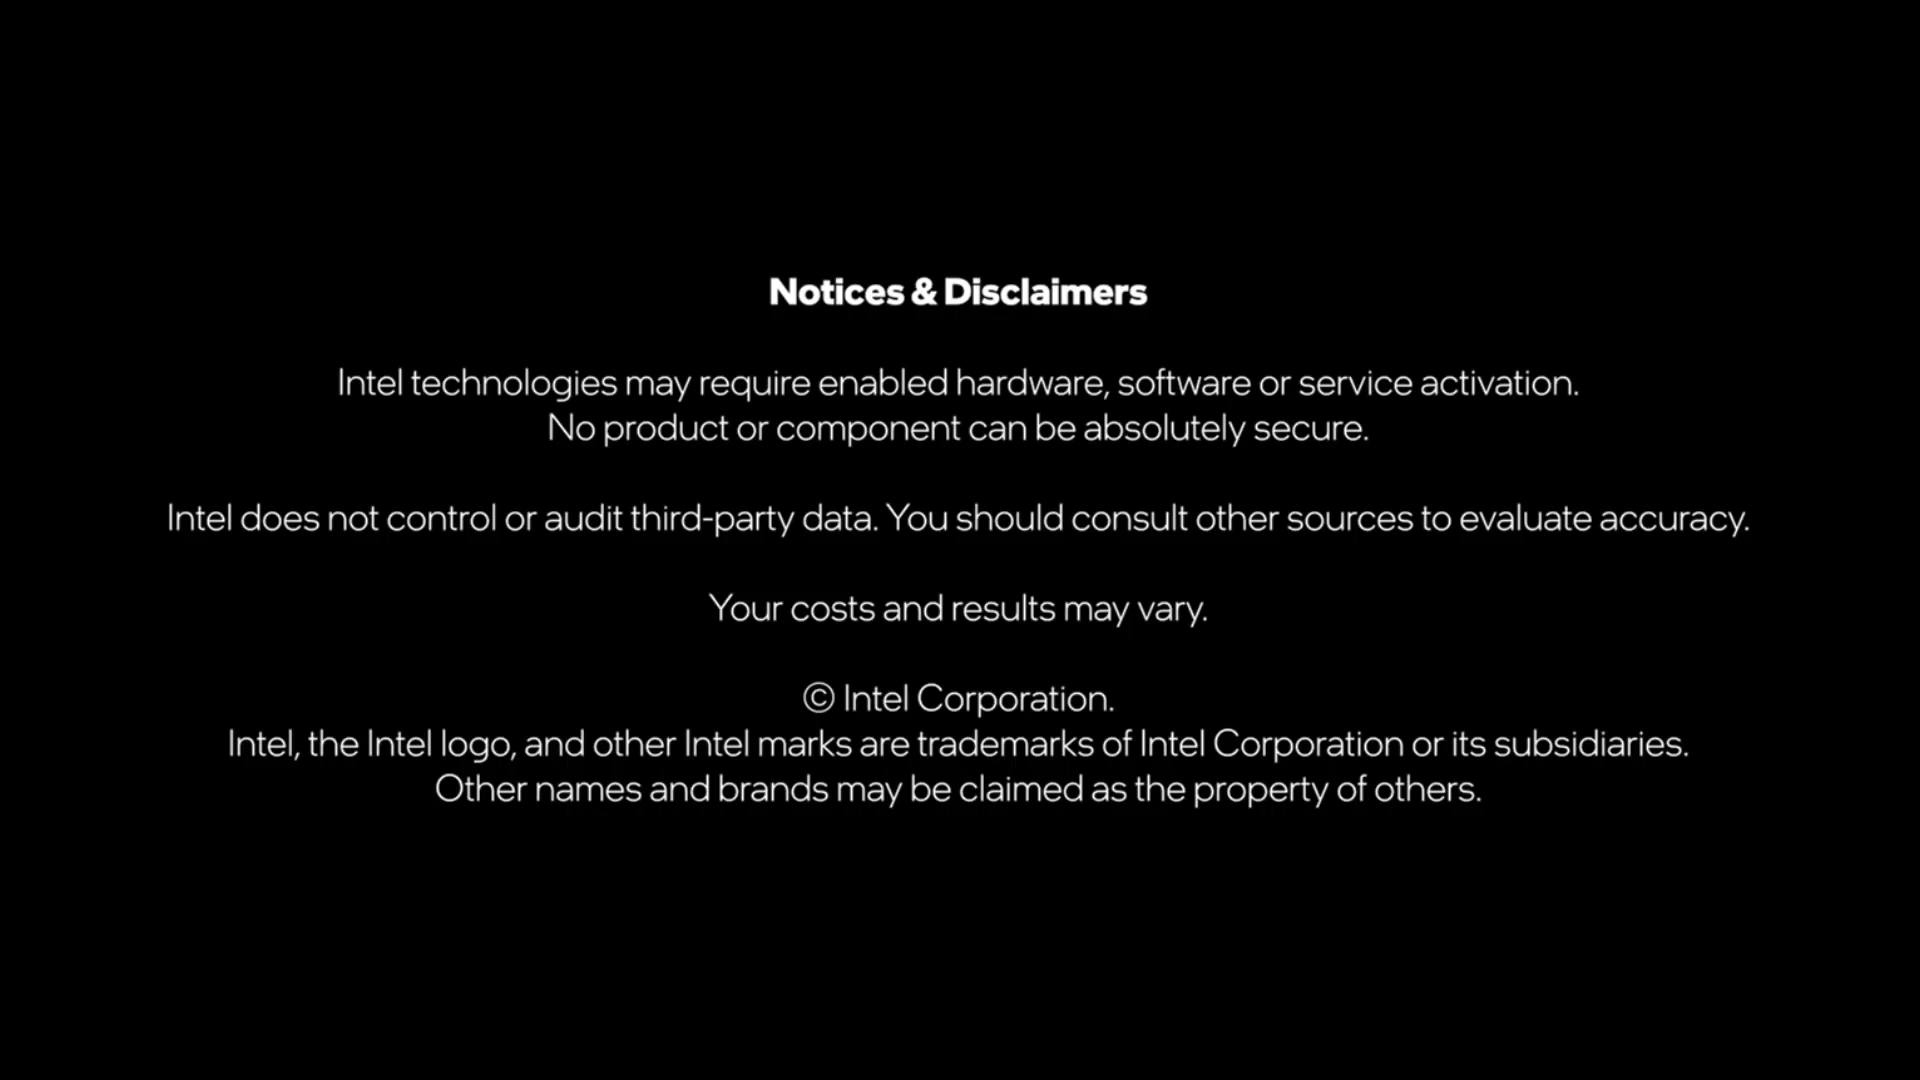 Notices & Disclaimers
Intel technologies may require enabled hardware, software or service activation.
No product or component can be absolutely secure.
Intel does not control or audit third-party data. You should consult other sources to evaluate accuracy.
Your costs and results may vary.
© Intel Corporation.
Intel, the Intel logo, and other Intel marks are trademarks of Intel Corporation or its subsidiaries.
Other names and brands may be claimed as the property of others.